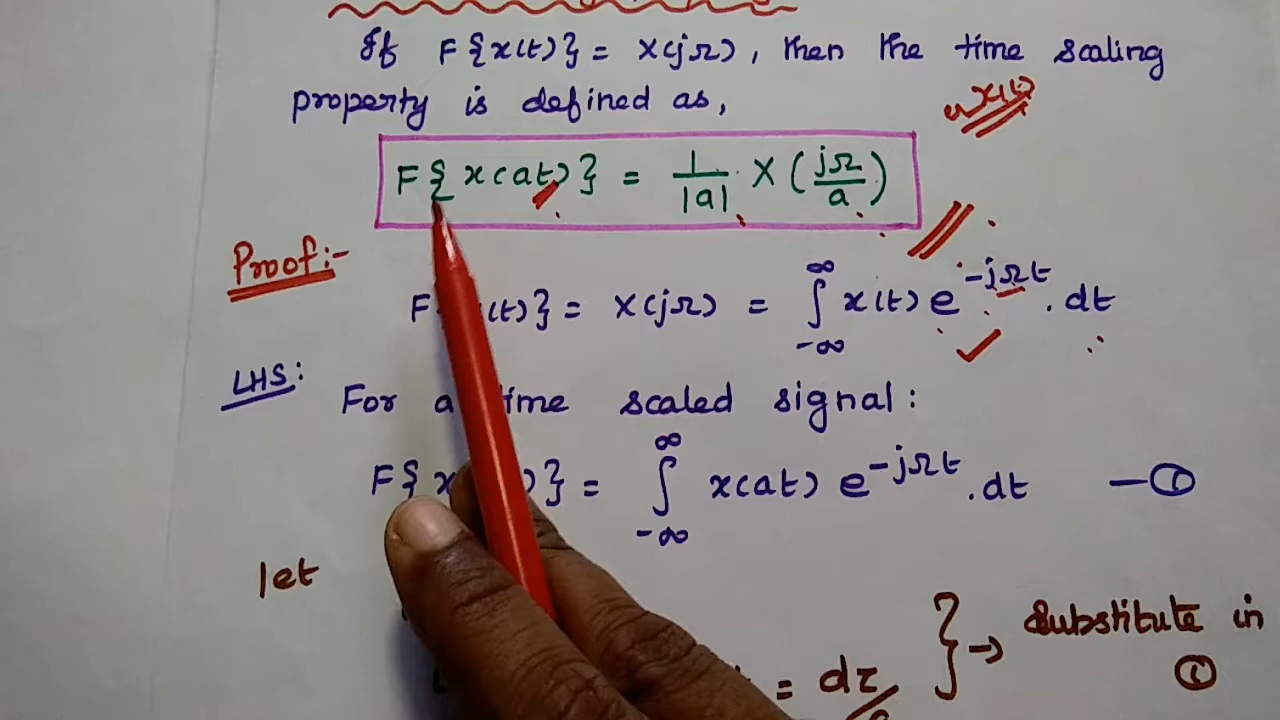 If F{x(t)} = X(jΩ), then the time scaling
property is defined as,
x(t)
F{x(at)} = 1/|a| X(jΩ/a)
Proof:-
F (t)} = X(jΩ) = ∫_{-∞}^{∞} x(t) e^{-jΩt}.dt
LHS: For a time scaled signal:
F{x )} = ∫_{-∞}^{∞} x(at) e^{-jΩt}.dt —①
let
= dτ/a } → Substitute in ①